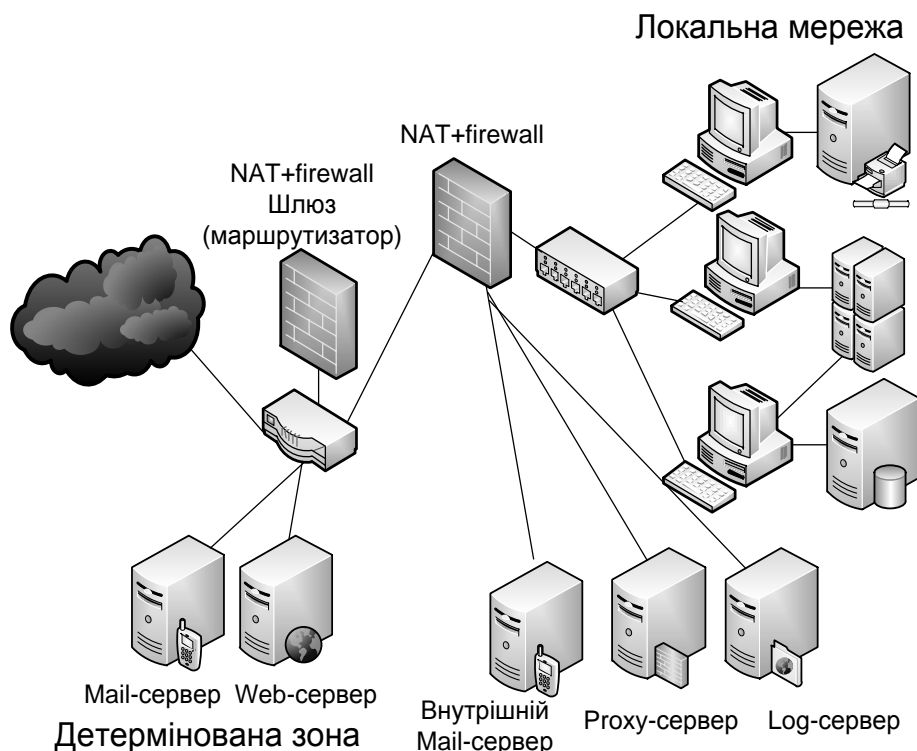 Локальна мережа
NAT+firewall
NAT+firewall
Шлюз
(маршрутизатор)
Mail-сервер
Web-сервер
Детермінована зона
Внутрішній
Mail-сервер
Proxy-сервер
Log-сервер